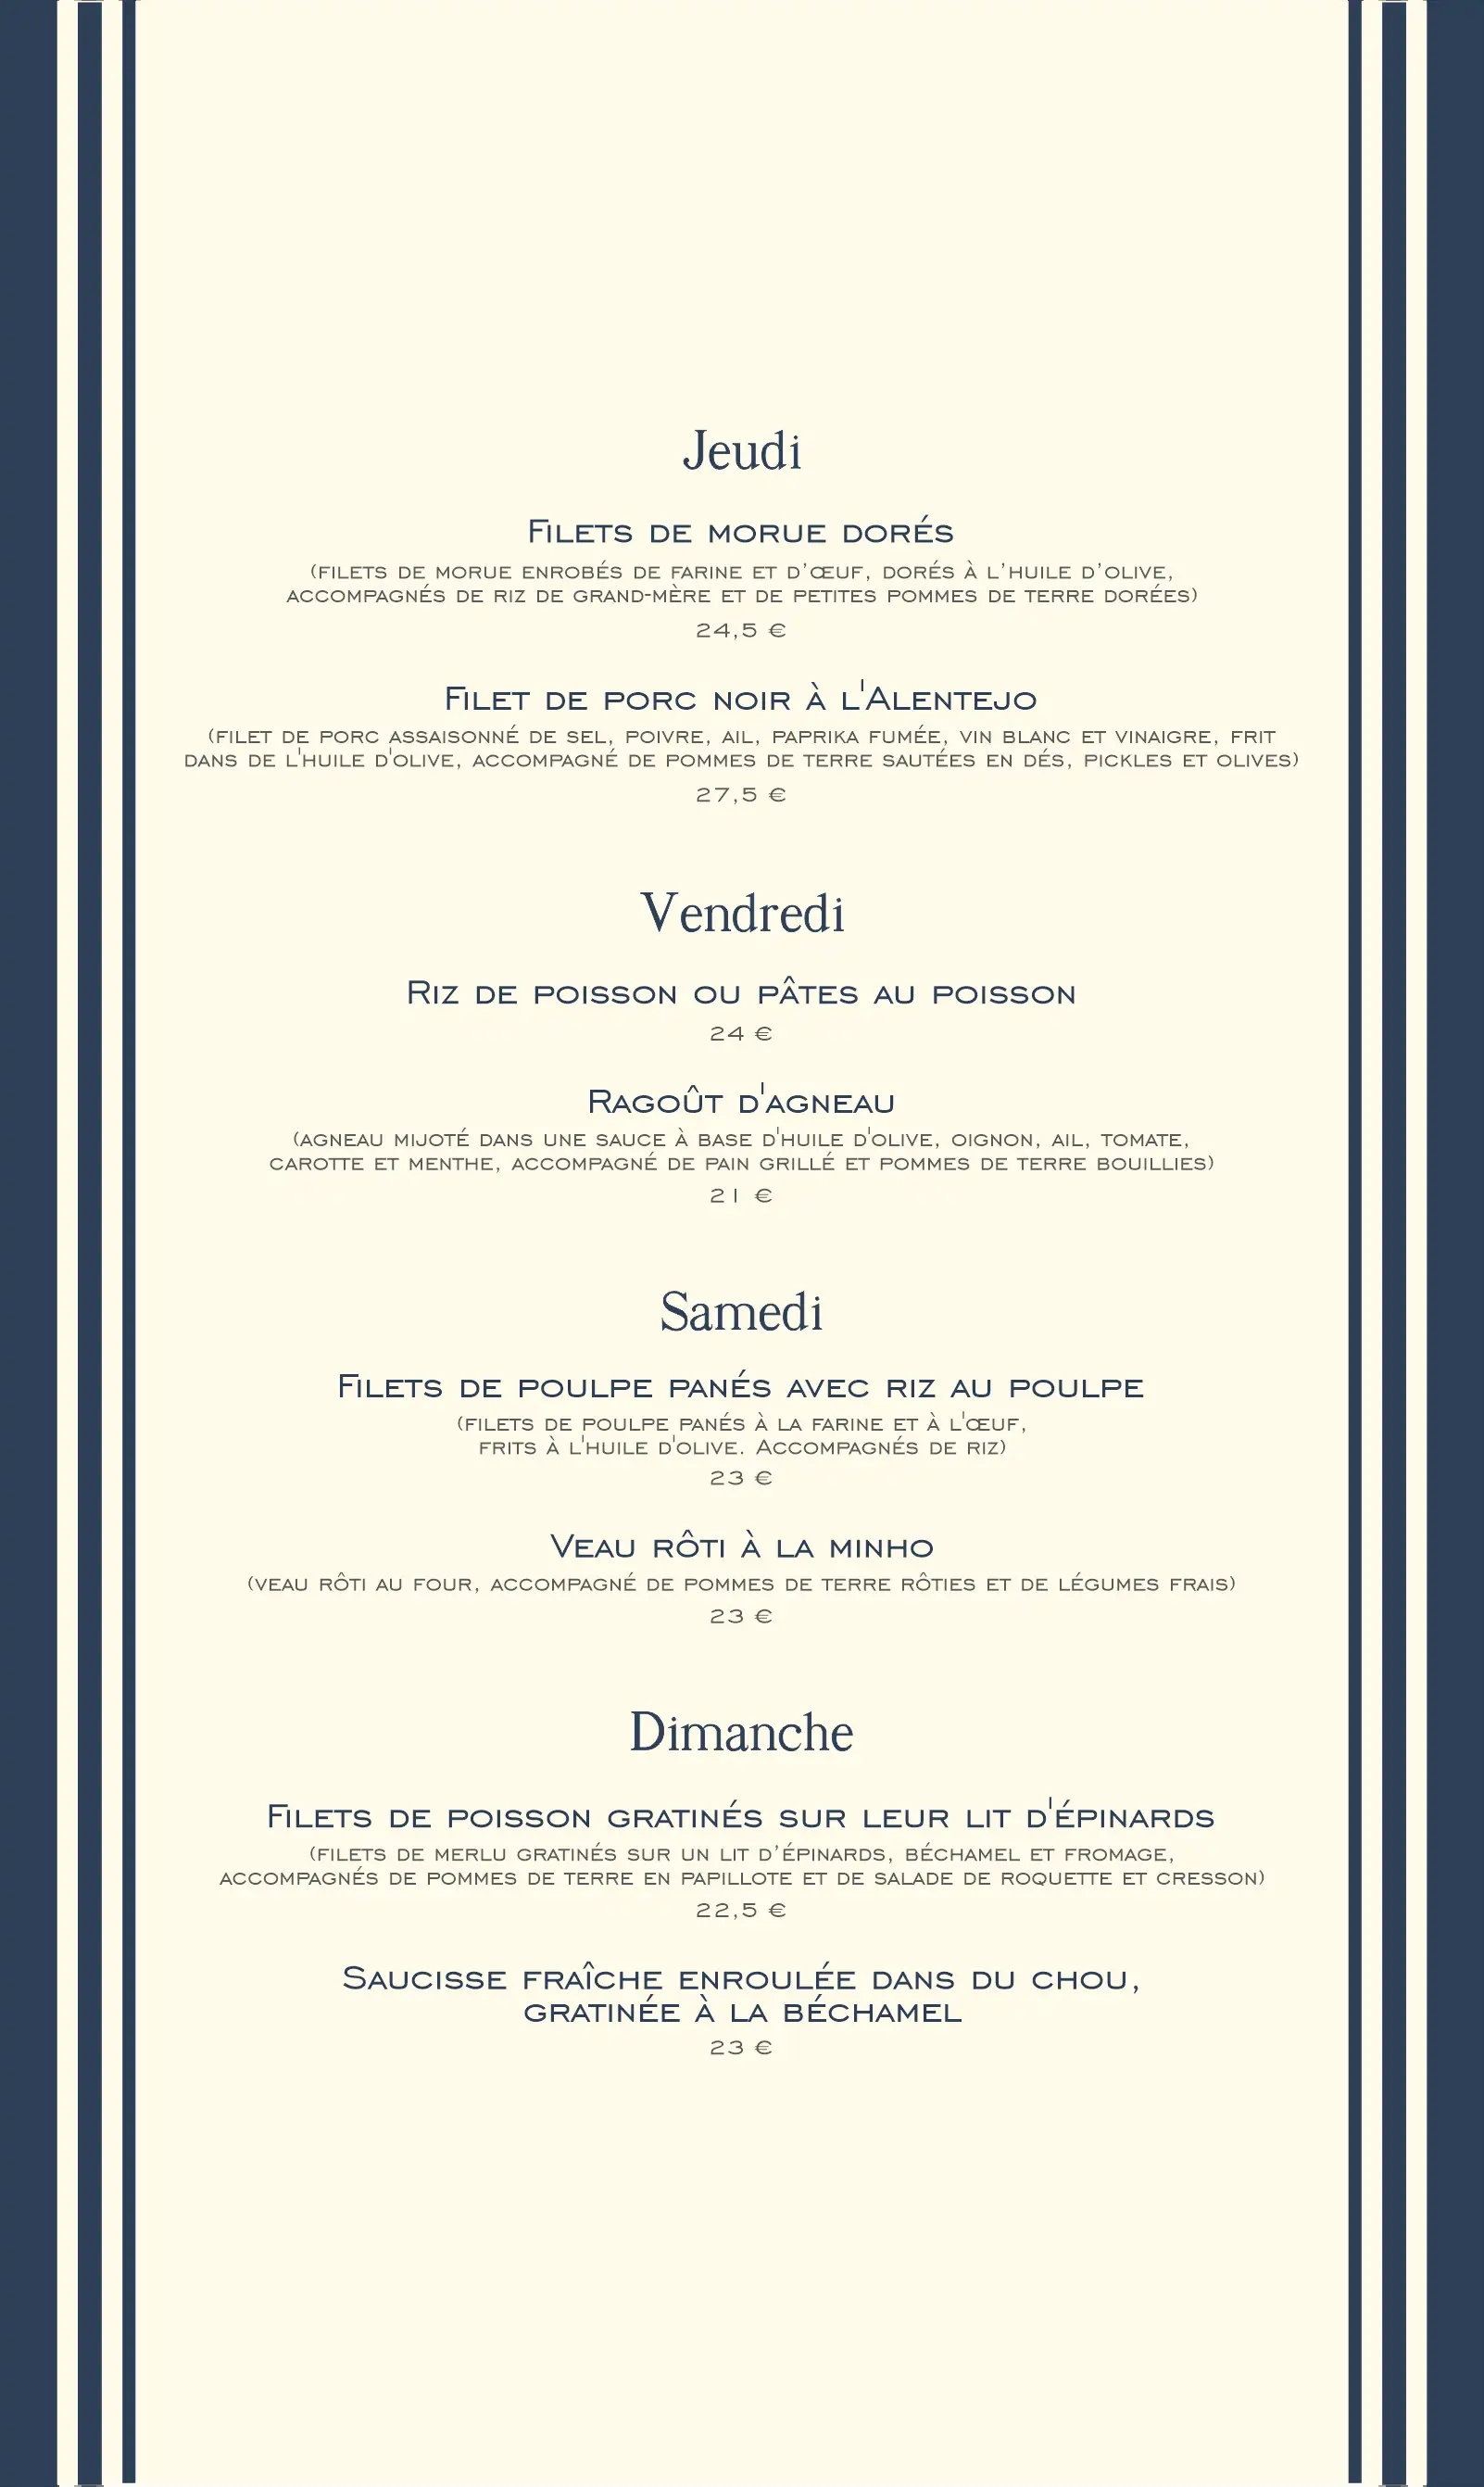 Jeudi
Filets de morue dorés
(filets de morue enrobés de farine et d’œuf, dorés à l’huile d’olive,
accompagnés de riz de grand-mère et de petites pommes de terre dorées)
24,5 €
Filet de porc noir à l'Alentejo
(filet de porc assaisonné de sel, poivre, ail, paprika fumée, vin blanc et vinaigre, frit
dans de l'huile d'olive, accompagné de pommes de terre sautées en dés, pickles et olives)
27,5 €
Vendredi
Riz de poisson ou pâtes au poisson
24 €
Ragoût d'agneau
(agneau mijoté dans une sauce à base d'huile d'olive, oignon, ail, tomate,
carotte et menthe, accompagné de pain grillé et pommes de terre bouillies)
21 €
Samedi
Filets de poulpe panés avec riz au poulpe
(filets de poulpe panés à la farine et à l'œuf,
frits à l'huile d'olive. Accompagnés de riz)
23 €
Veau rôti à la minho
(veau rôti au four, accompagné de pommes de terre rôties et de légumes frais)
23 €
Dimanche
Filets de poisson gratinés sur leur lit d'épinards
(filets de merlu gratinés sur un lit d’épinards, béchamel et fromage,
accompagnés de pommes de terre en papillote et de salade de roquette et cresson)
22,5 €
Saucisse fraîche enroulée dans du chou,
gratinée à la béchamel
23 €